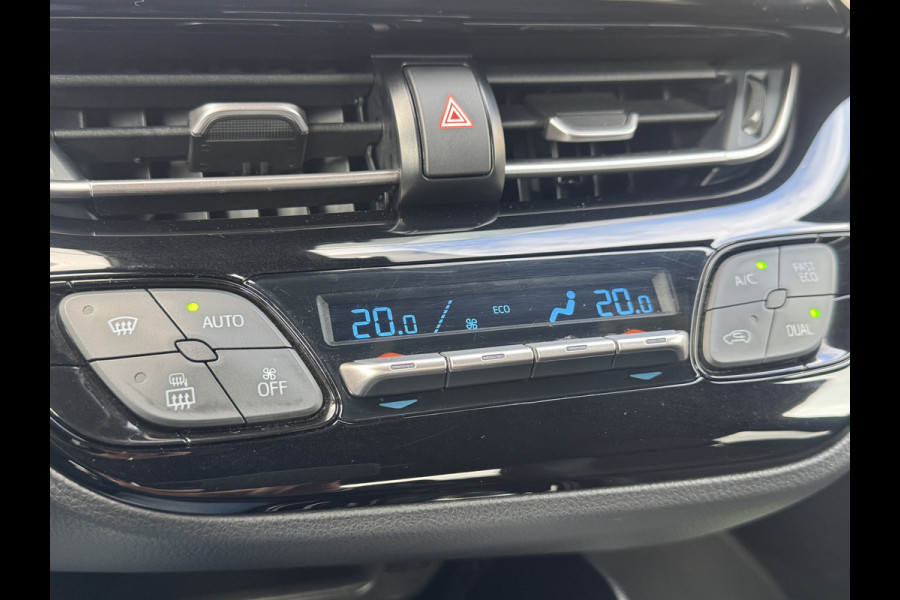 AUTO
OFF
20.0 ECO 20.0
A/C FAST ECO
DUAL